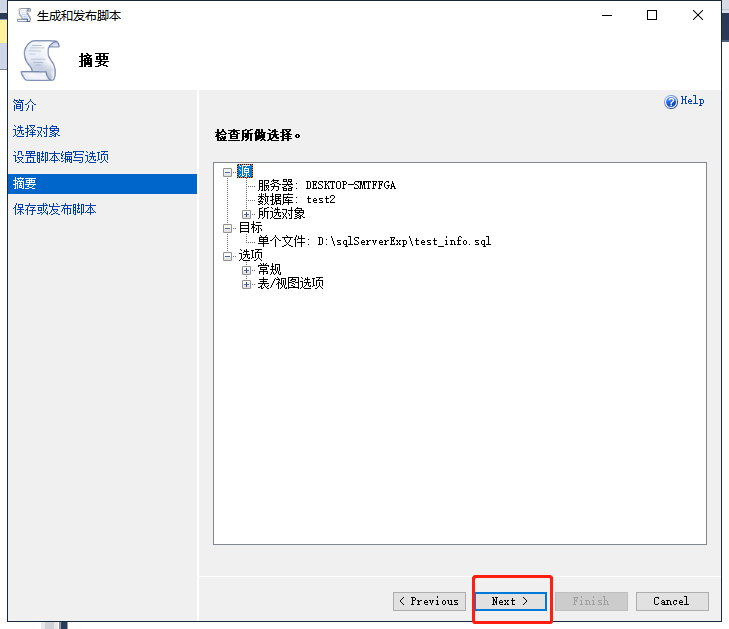 生成和发布脚本
摘要
简介
选择对象
设置脚本编写选项
摘要
保存或发布脚本
Help
检查所做选择。
源
服务器: DESKTOP-SMTFFGA
数据库: test2
所选对象
目标
单个文件: D:\sqlServerExp\test_info.sql
选项
常规
表/视图选项
< Previous
Next >
Finish
Cancel